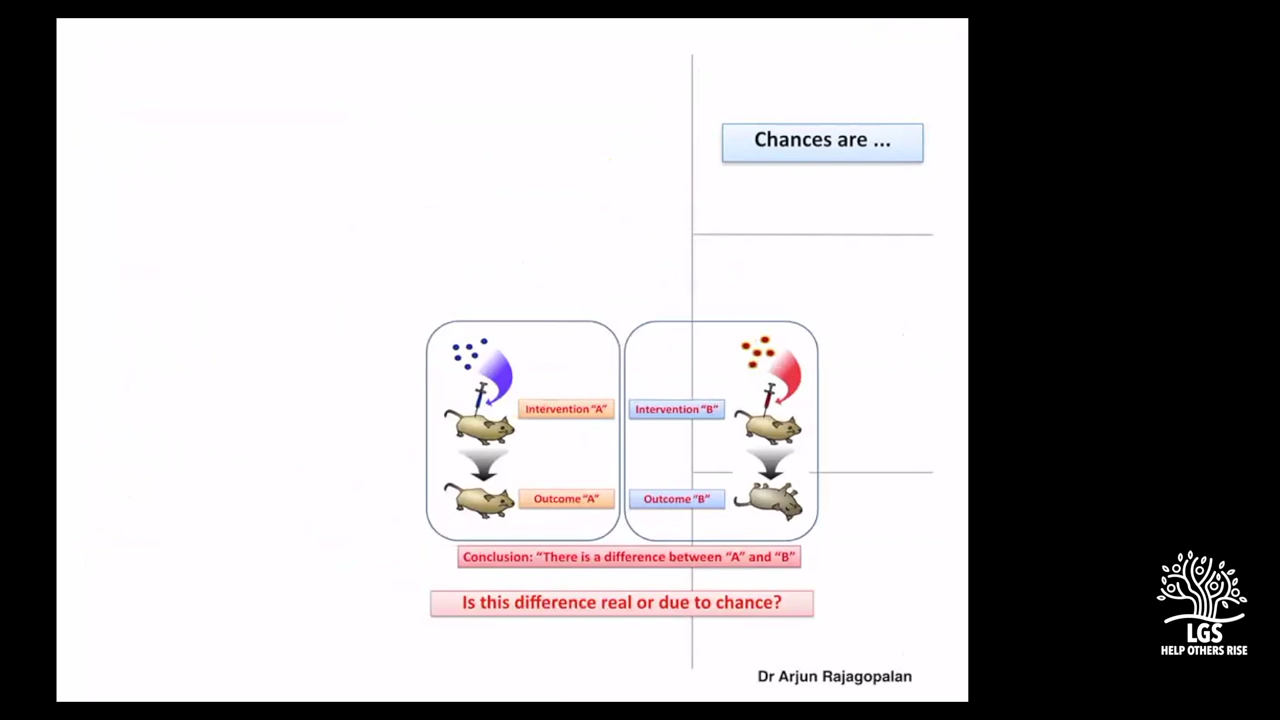 Chances are ...
Intervention "A"
Intervention "B"
Outcome "A"
Outcome "B"
Conclusion: "There is a difference between "A" and "B"
Is this difference real or due to chance?
Dr Arjun Rajagopalan
LGS
HELP OTHERS RISE